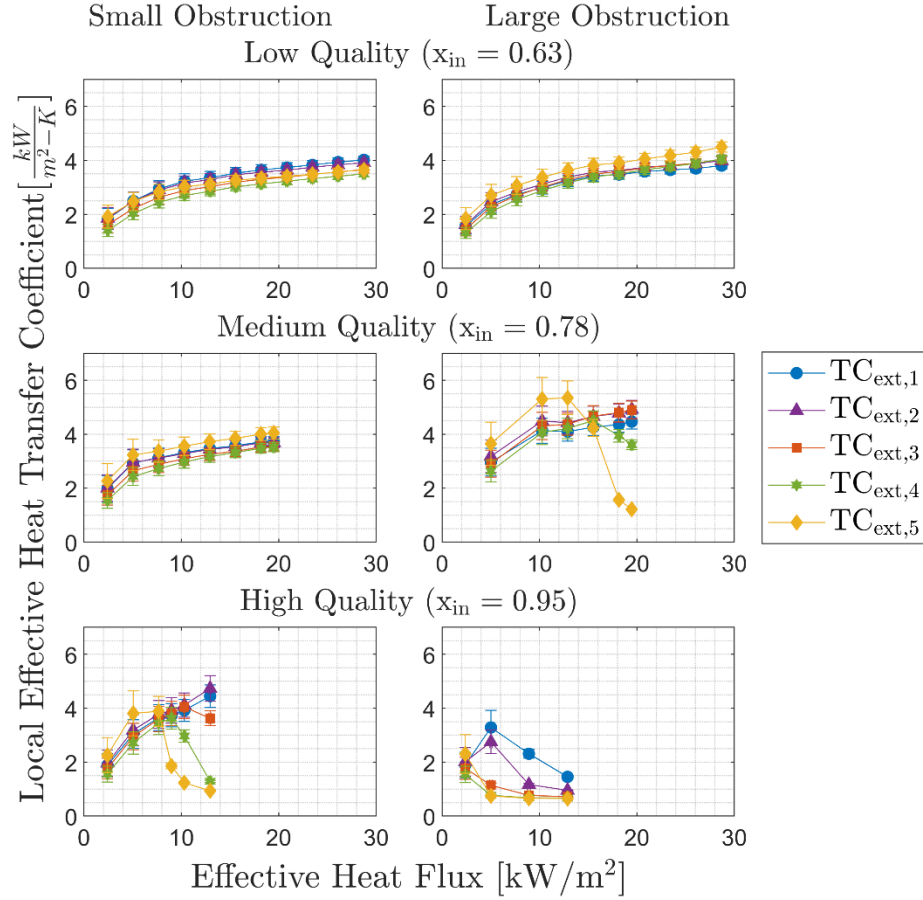 Small Obstruction Large Obstruction
Low Quality (x_in = 0.63)
Local Effective Heat Transfer Coefficient [kW/m²−K]
6
4
2
0
0 10 20 30
6
4
2
0
0 10 20 30
Medium Quality (x_in = 0.78)
6
4
2
0
0 10 20 30
6
4
2
0
0 10 20 30
TC_ext,1
TC_ext,2
TC_ext,3
TC_ext,4
TC_ext,5
High Quality (x_in = 0.95)
6
4
2
0
0 10 20 30
6
4
2
0
0 10 20 30
Effective Heat Flux [kW/m²]